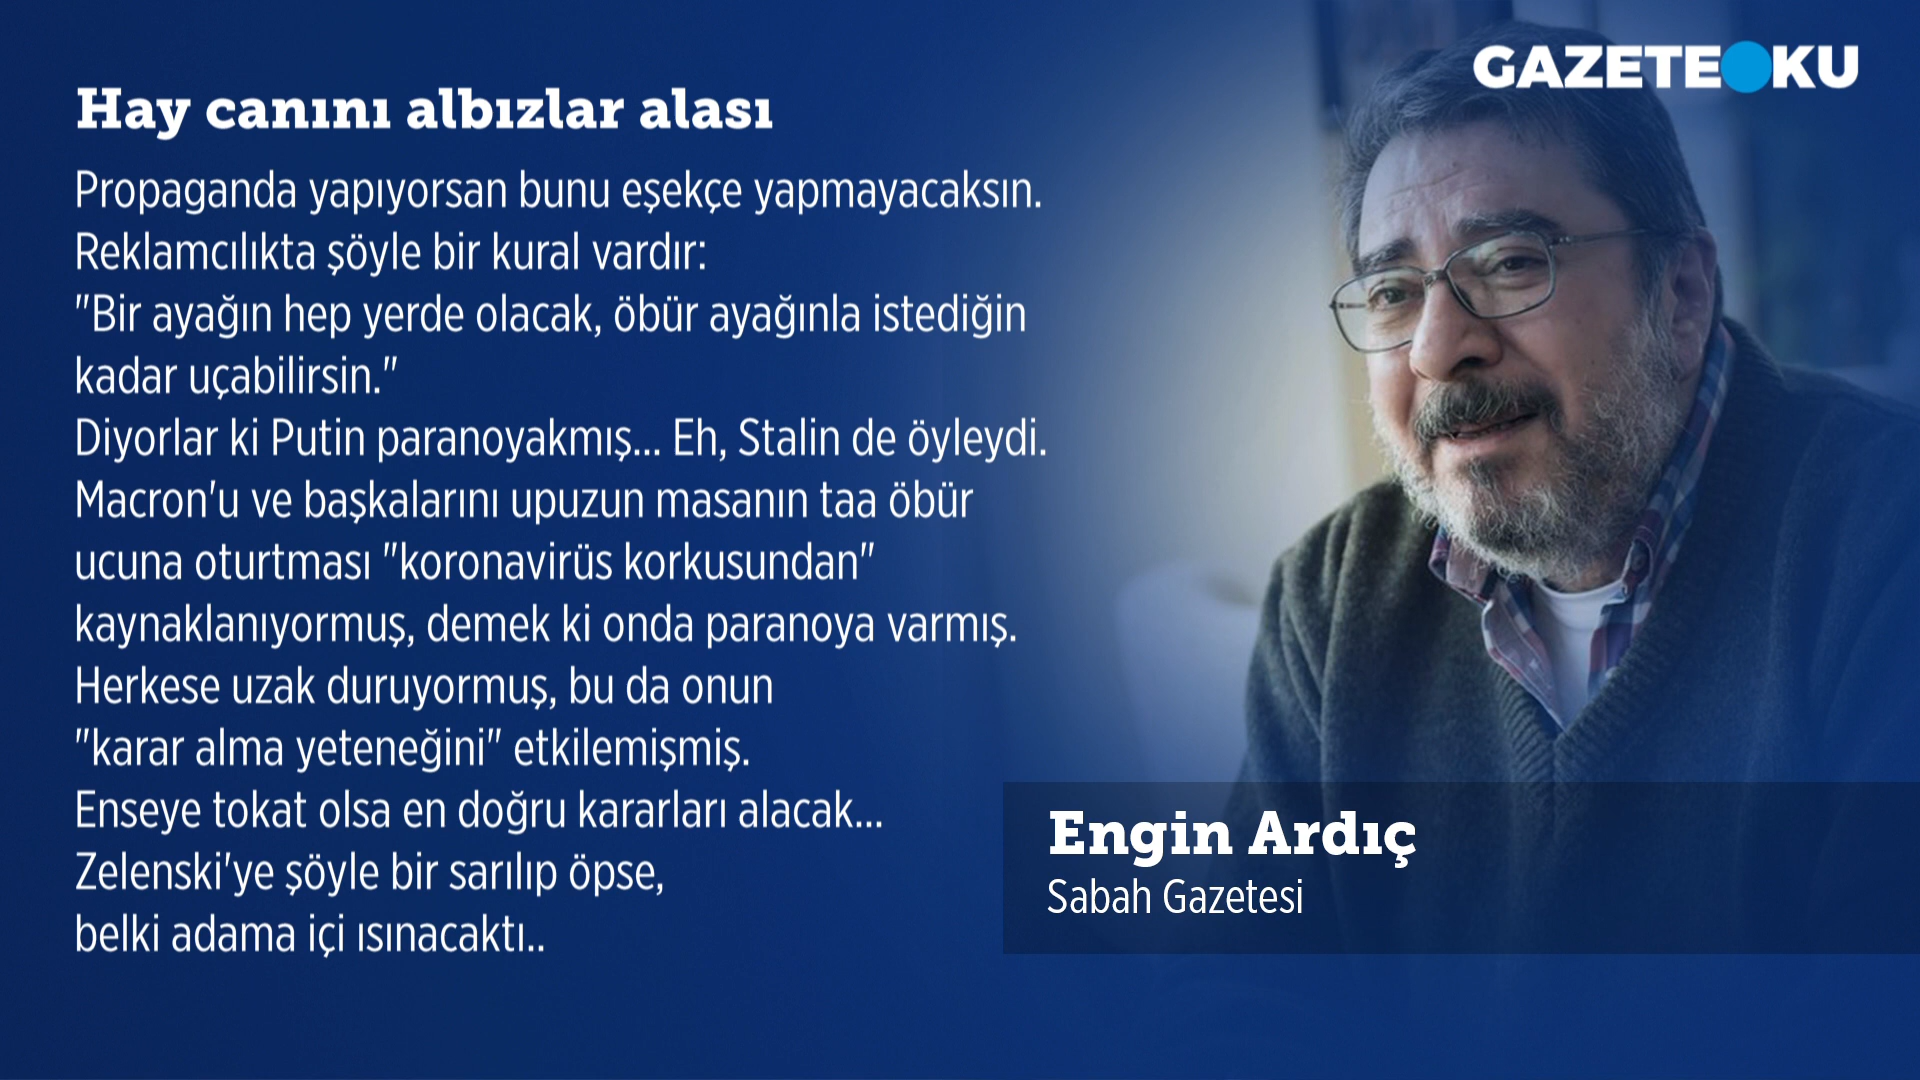 GAZETE KU
Hay canını albızlar alası
Propaganda yapıyorsan bunu eşekçe yapmayacaksın.
Reklamcılıkta şöyle bir kural vardır:
"Bir ayağın hep yerde olacak, öbür ayağınla istediğin
kadar uçabilirsin."
Diyorlar ki Putin paranoyakmış... Eh, Stalin de öyleydi.
Macron'u ve başkalarını upuzun masanın taa öbür
ucuna oturtması "koronavirüs korkusundan"
kaynaklanıyormuş, demek ki onda paranoya varmış.
Herkese uzak duruyormuş, bu da onun
"karar alma yeteneğini" etkilemişmiş.
Enseye tokat olsa en doğru kararları alacak...
Zelenski'ye şöyle bir sarılıp öpse,
belki adama içi ısınacaktı..
Engin Ardıç
Sabah Gazetesi